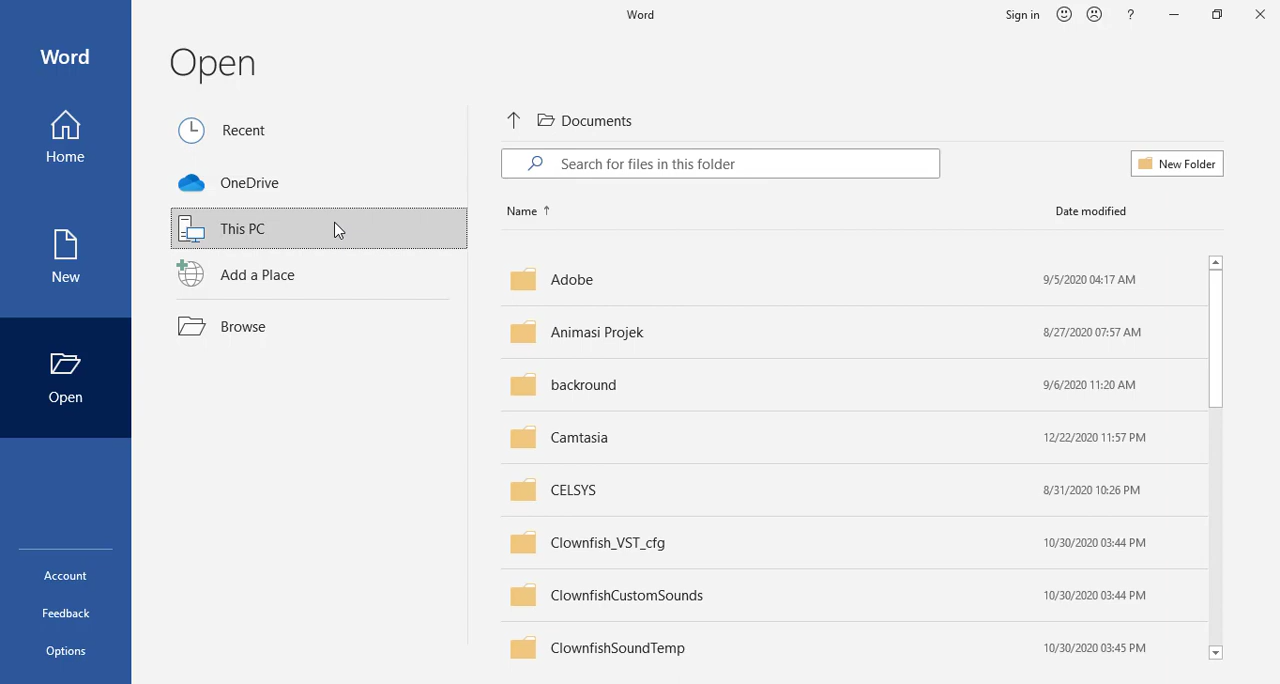 Word
Sign in
?
Word
Home
New
Open
Account
Feedback
Options
Open
Recent
OneDrive
This PC
Add a Place
Browse
Documents
Search for files in this folder
New Folder
Name Date modified
Adobe 9/5/2020 04:17 AM
Animasi Projek 8/27/2020 07:57 AM
backround 9/6/2020 11:20 AM
Camtasia 12/22/2020 11:57 PM
CELSYS 8/31/2020 10:26 PM
Clownfish_VST_cfg 10/30/2020 03:44 PM
ClownfishCustomSounds 10/30/2020 03:44 PM
ClownfishSoundTemp 10/30/2020 03:45 PM